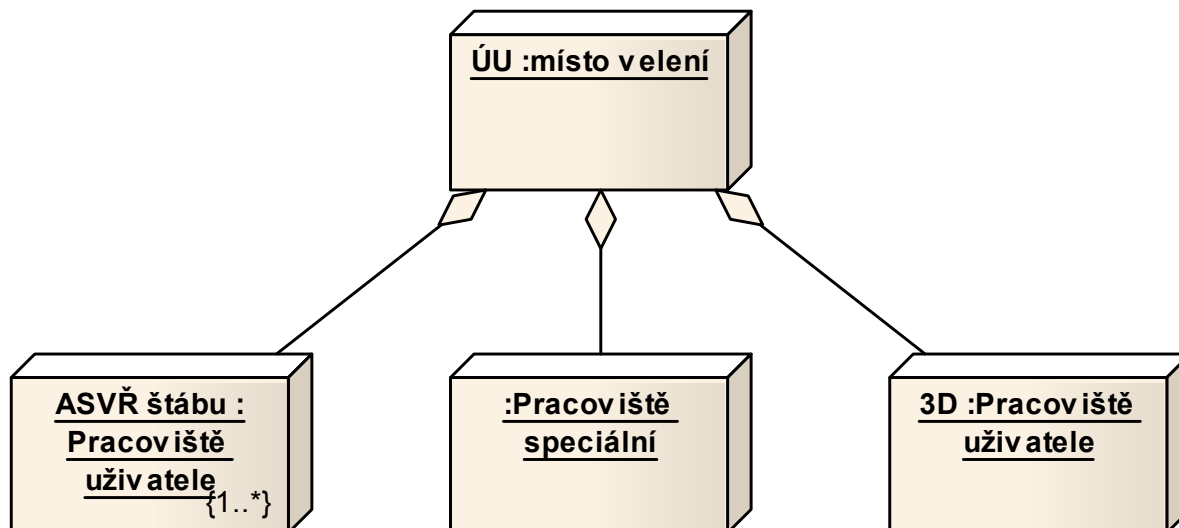 ÚU :místo velení
ASVŘ štábu :
Pracoviště
uživatele
{1..*}
:Pracoviště
speciální
3D :Pracoviště
uživatele